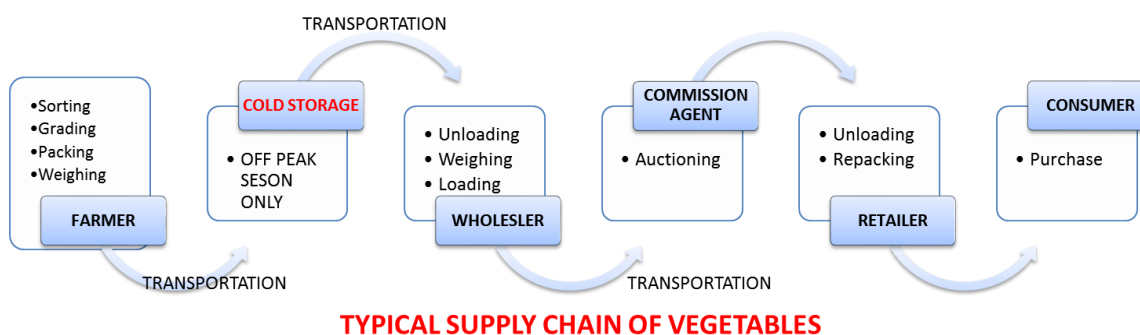 TRANSPORTATION
•Sorting
•Grading
•Packing
•Weighing
FARMER
TRANSPORTATION
COLD STORAGE
• OFF PEAK
SESON
ONLY
• Unloading
• Weighing
• Loading
WHOLESLER
COMMISSION
AGENT
• Auctioning
TRANSPORTATION
• Unloading
• Repacking
RETAILER
CONSUMER
• Purchase
TYPICAL SUPPLY CHAIN OF VEGETABLES